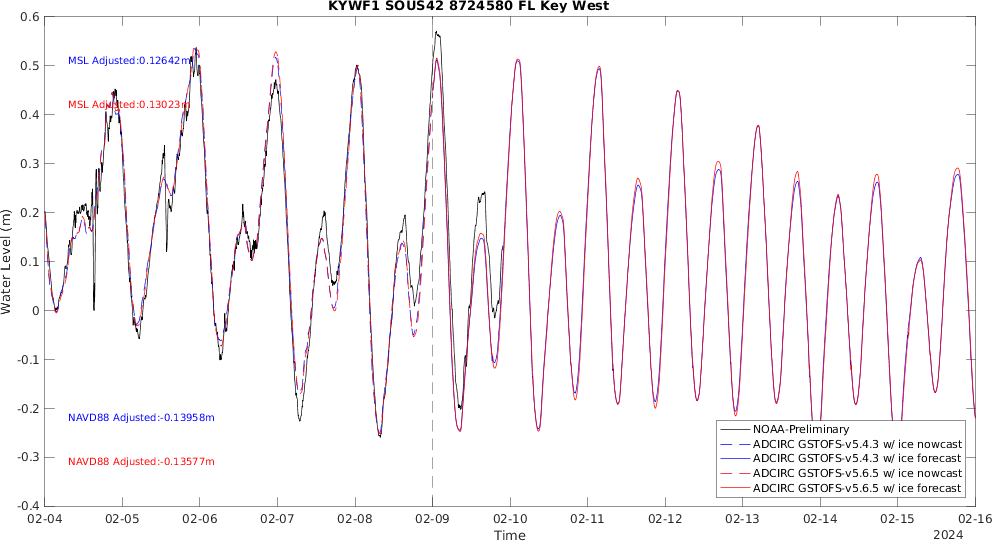 KYWF1 SOUS42 8724580 FL Key West
0.6
0.5
0.4
0.3
0.2
0.1
0
-0.1
-0.2
-0.3
-0.4
Water Level (m)
MSL Adjusted:0.12642m
MSL Adjusted:0.13023m
NAVD88 Adjusted:-0.13958m
NAVD88 Adjusted:-0.13577m
NOAA-Preliminary
ADCIRC GSTOFS-v5.4.3 w/ ice nowcast
ADCIRC GSTOFS-v5.4.3 w/ ice forecast
ADCIRC GSTOFS-v5.6.5 w/ ice nowcast
ADCIRC GSTOFS-v5.6.5 w/ ice forecast
02-04 02-05 02-06 02-07 02-08 02-09 02-10 02-11 02-12 02-13 02-14 02-15 02-16
Time
2024